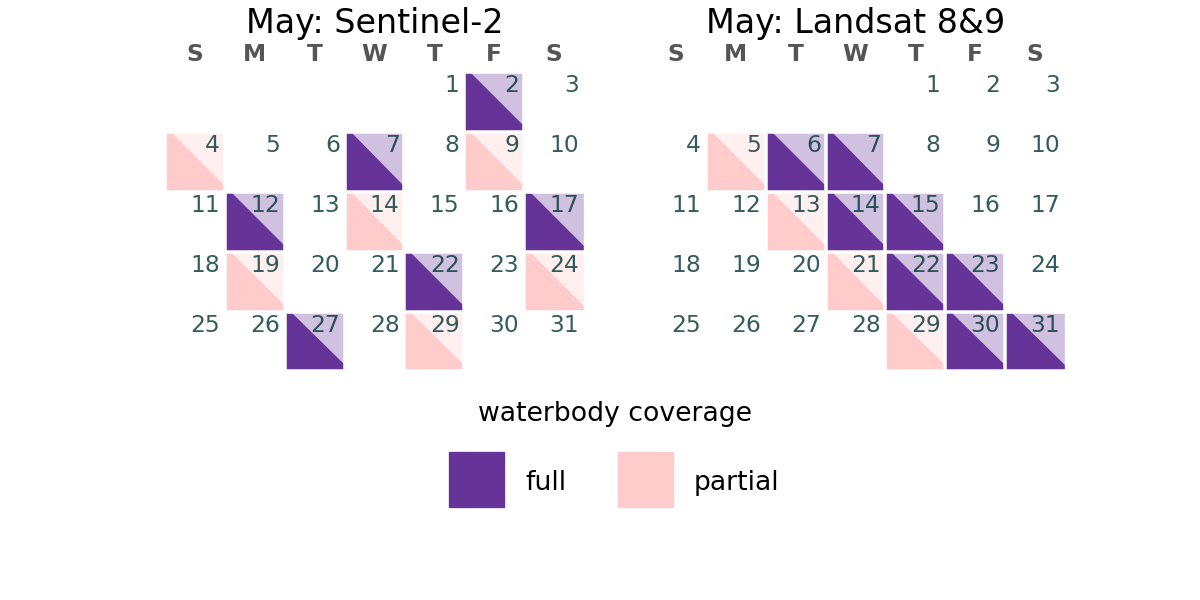 May: Sentinel-2
S M T W T F S
1 2 3
4 5 6 7 8 9 10
11 12 13 14 15 16 17
18 19 20 21 22 23 24
25 26 27 28 29 30 31
May: Landsat 8&9
S M T W T F S
1 2 3
4 5 6 7 8 9 10
11 12 13 14 15 16 17
18 19 20 21 22 23 24
25 26 27 28 29 30 31
waterbody coverage
full partial